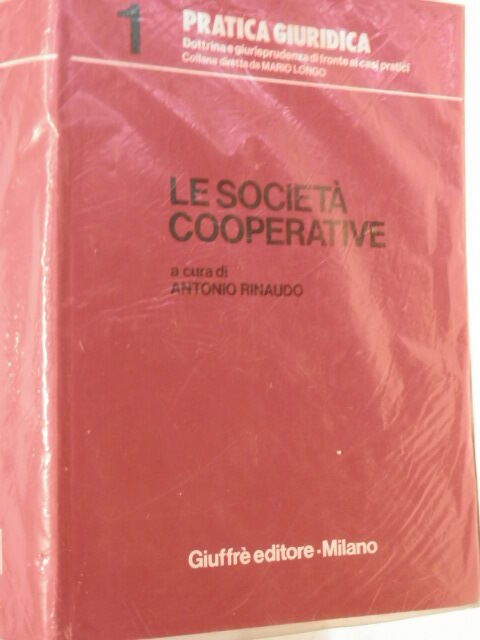 1
PRATICA GIURIDICA
Dottrina e giurisprudenza di fronte ai casi pratici
Collana diretta da MARIO LONGO
LE SOCIETÀ
COOPERATIVE
a cura di
ANTONIO RINAUDO
Giuffrè editore - Milano